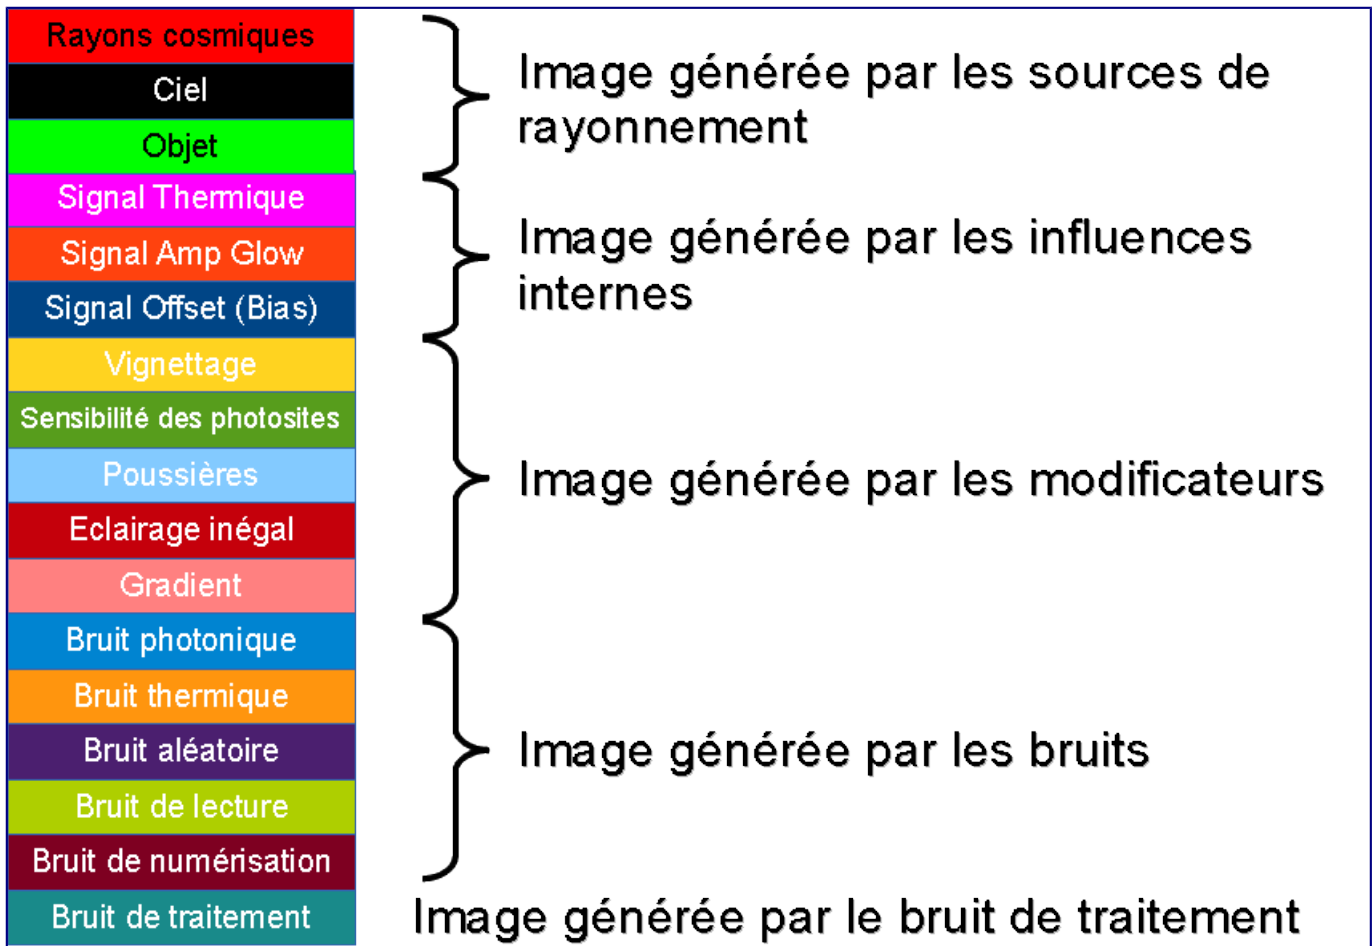 Rayons cosmiques
Ciel
Objet
Image générée par les sources de
rayonnement
Signal Thermique
Signal Amp Glow
Signal Offset (Bias)
Image générée par les influences
internes
Vignettage
Sensibilité des photosites
Poussières
Eclairage inégal
Gradient
Image générée par les modificateurs
Bruit photonique
Bruit thermique
Bruit aléatoire
Bruit de lecture
Bruit de numérisation
Image générée par les bruits
Bruit de traitement
Image générée par le bruit de traitement